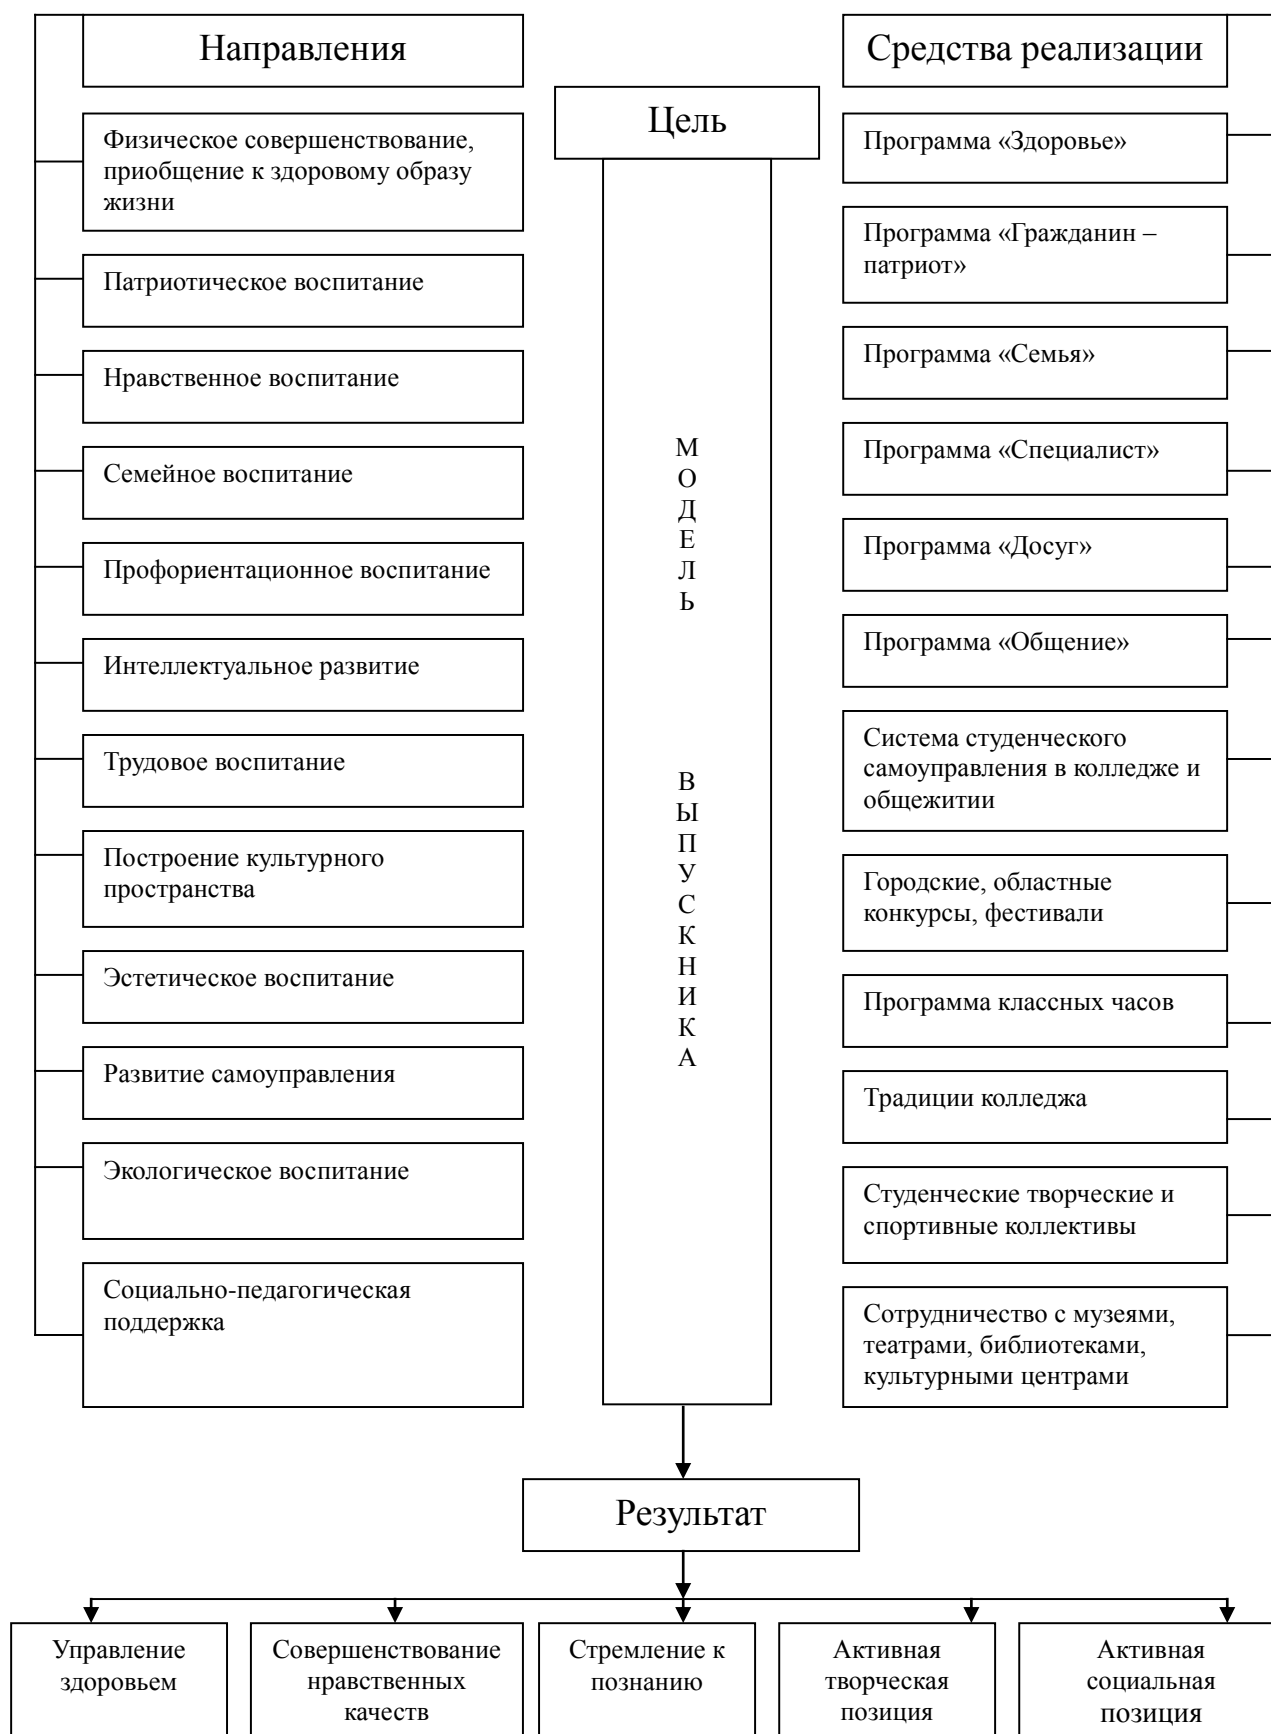 Направления
Физическое совершенствование,
приобщение к здоровому образу
жизни
Патриотическое воспитание
Нравственное воспитание
Семейное воспитание
Профориентационное воспитание
Интеллектуальное развитие
Трудовое воспитание
Построение культурного
пространства
Эстетическое воспитание
Развитие самоуправления
Экологическое воспитание
Социально-педагогическая
поддержка
Цель
МОДЕЛЬ
ВЫПУСКНИКА
Средства реализации
Программа «Здоровье»
Программа «Гражданин –
патриот»
Программа «Семья»
Программа «Специалист»
Программа «Досуг»
Программа «Общение»
Система студенческого
самоуправления в колледже и
общежитии
Городские, областные
конкурсы, фестивали
Программа классных часов
Традиции колледжа
Студенческие творческие и
спортивные коллективы
Сотрудничество с музеями,
театрами, библиотеками,
культурными центрами
Результат
Управление
здоровьем
Совершенствование
нравственных
качеств
Стремление к
познанию
Активная
творческая
позиция
Активная
социальная
позиция